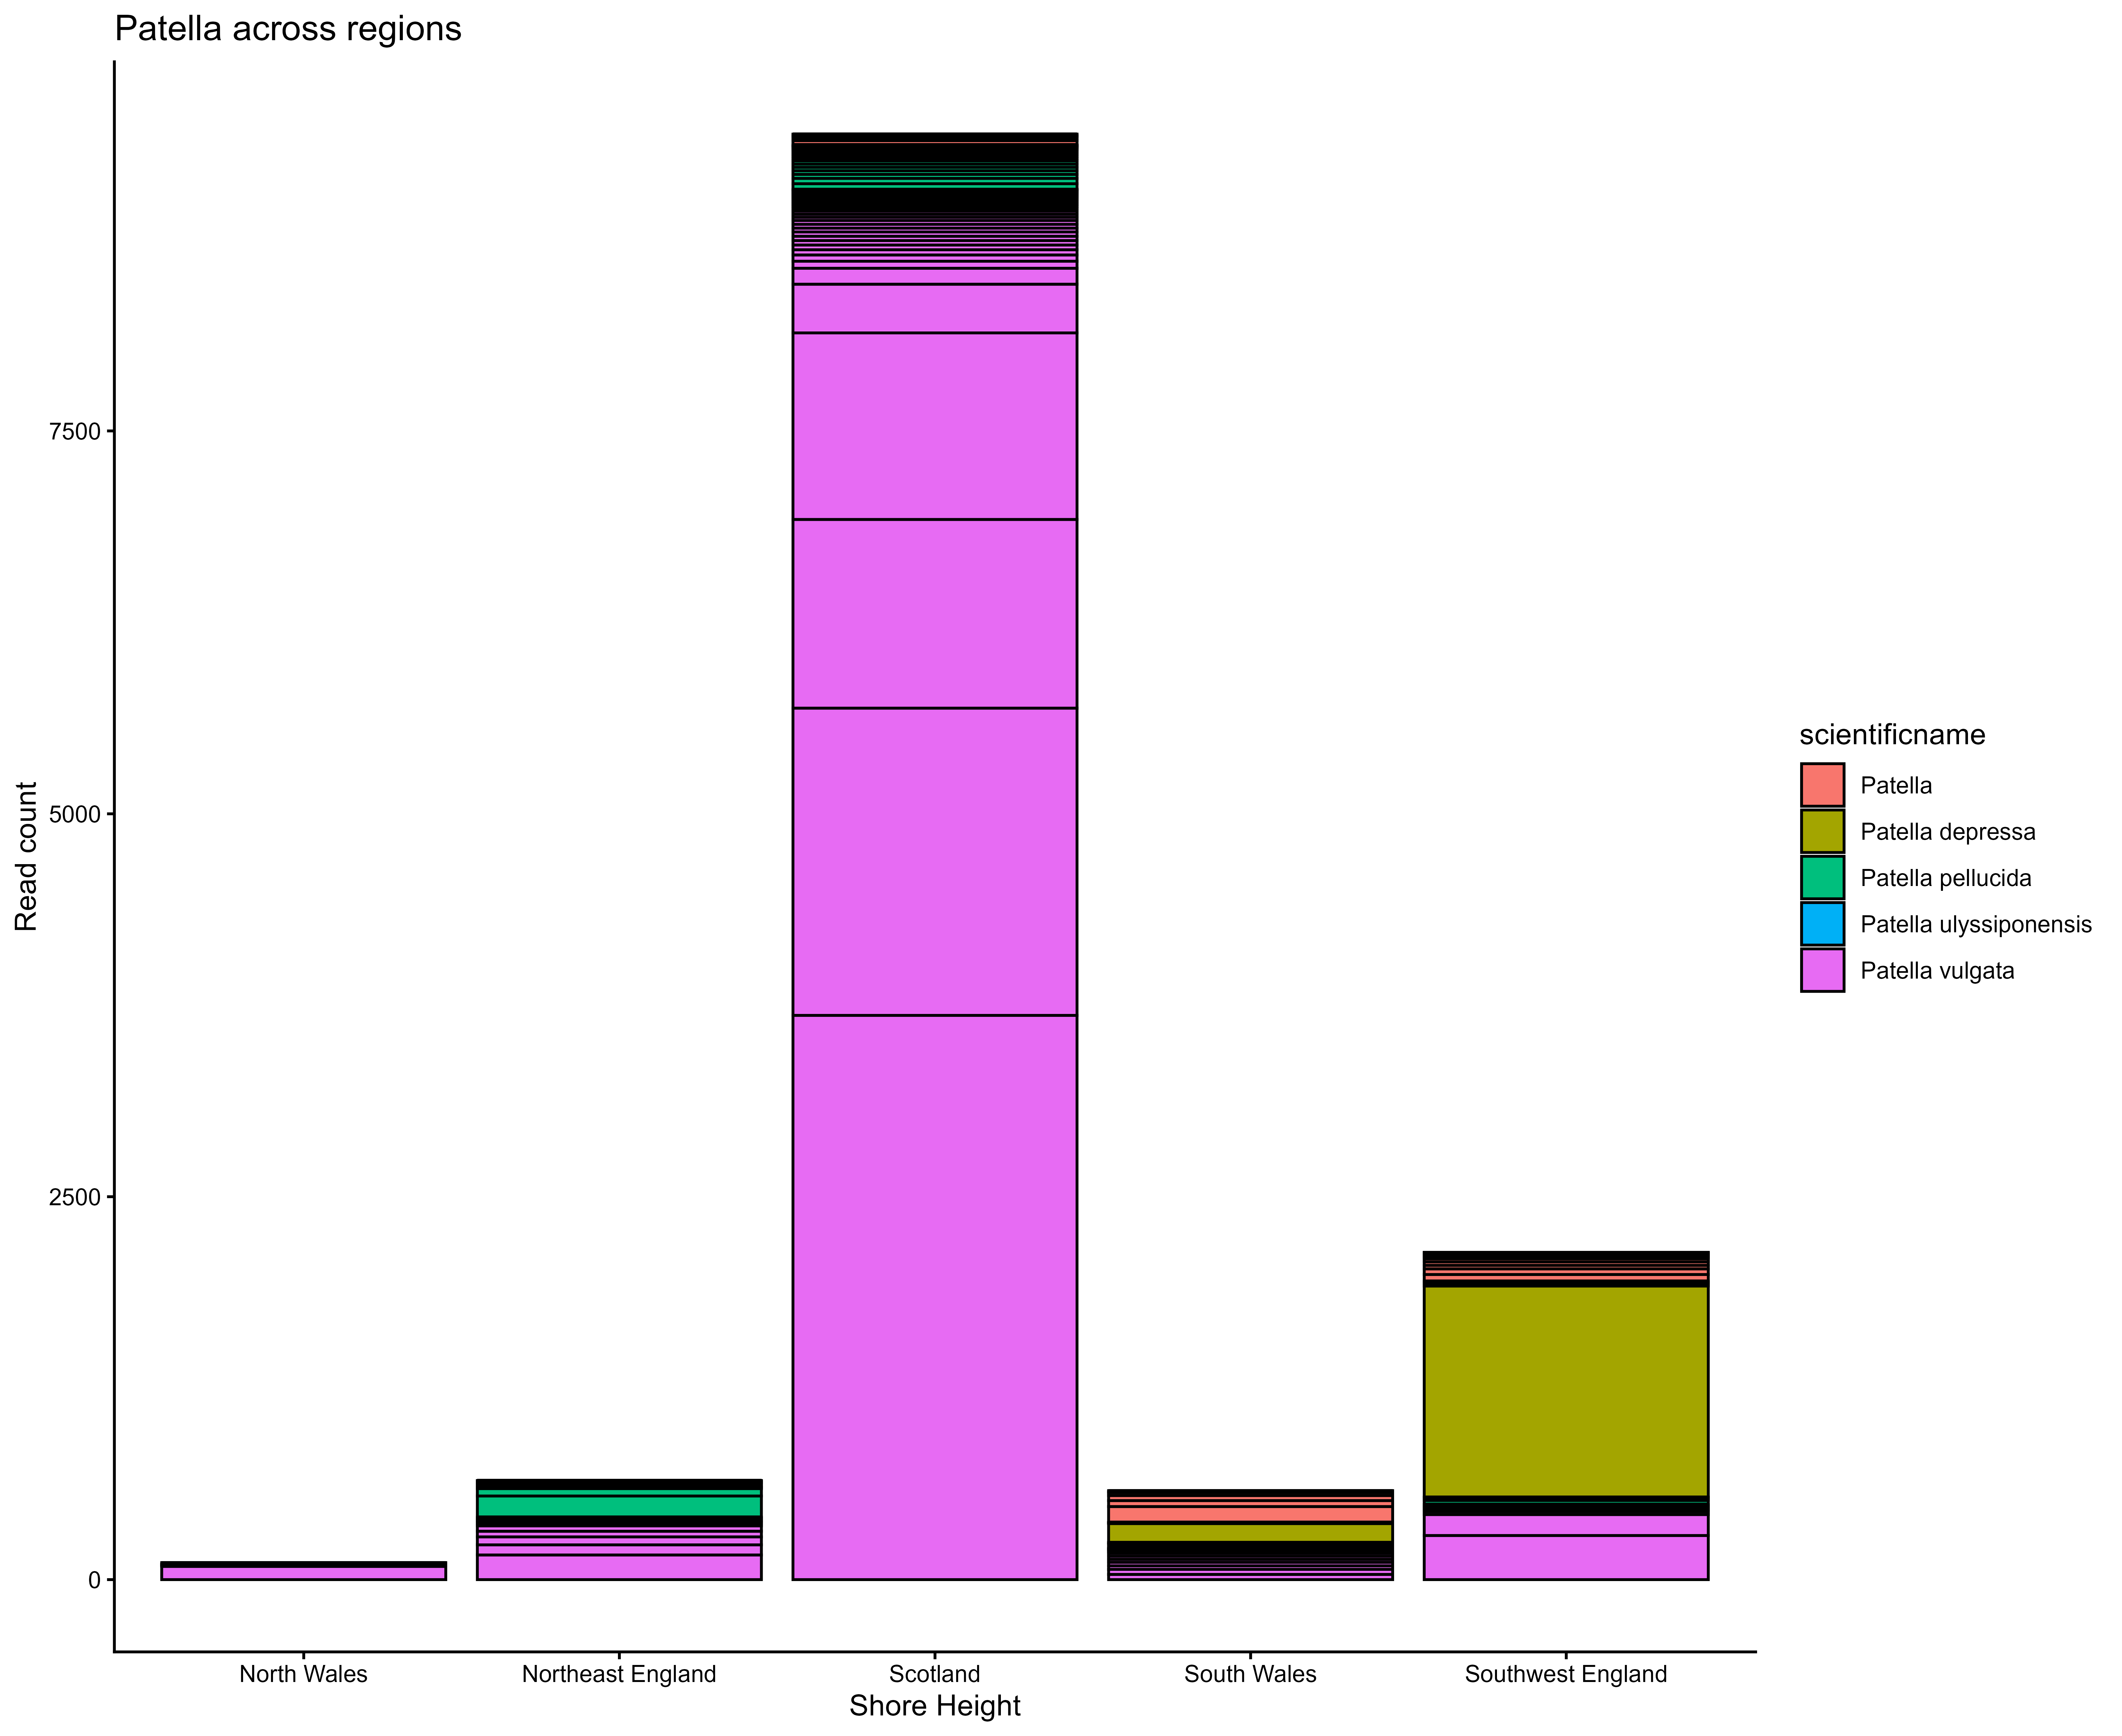 Patella across regions
Read count
7500
5000
2500
0
North Wales
Northeast England
Scotland
South Wales
Southwest England
Shore Height
scientificname
Patella
Patella depressa
Patella pellucida
Patella ulyssiponensis
Patella vulgata